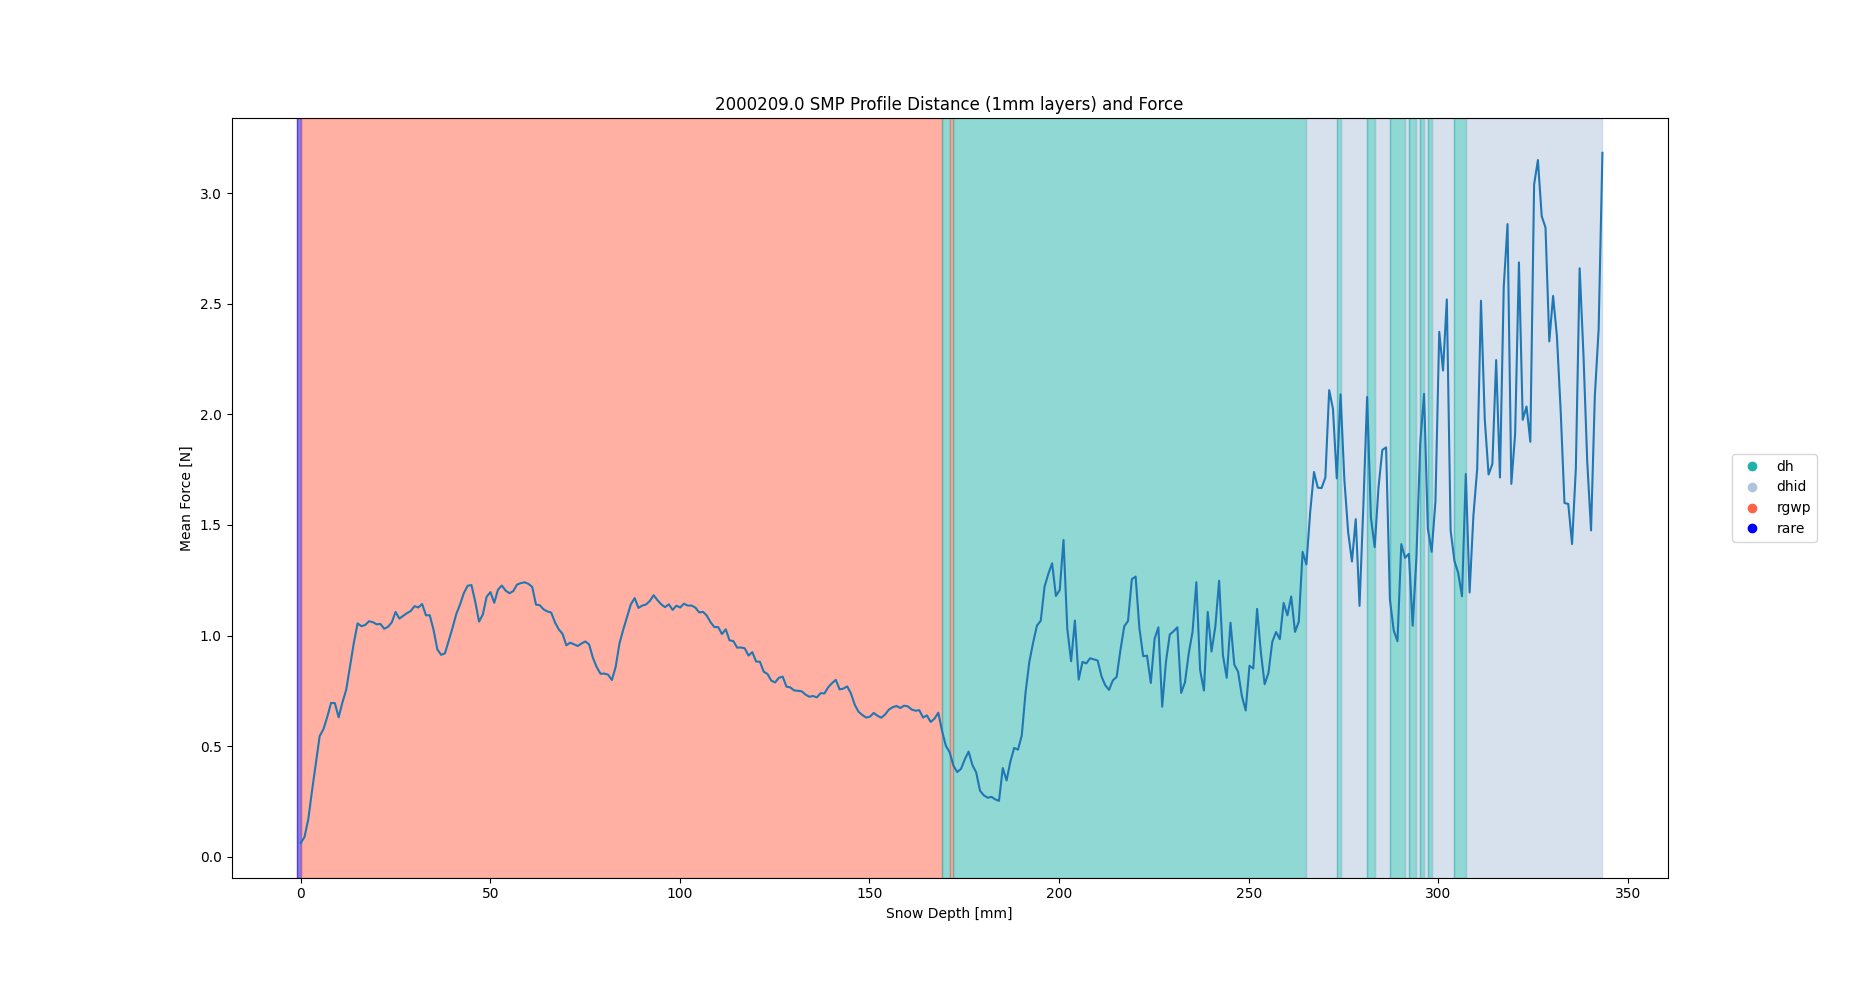 2000209.0 SMP Profile Distance (1mm layers) and Force
Mean Force [N]
3.0
2.5
2.0
1.5
1.0
0.5
0.0
0 50 100 150 200 250 300 350
Snow Depth [mm]
dh
dhid
rgwp
rare